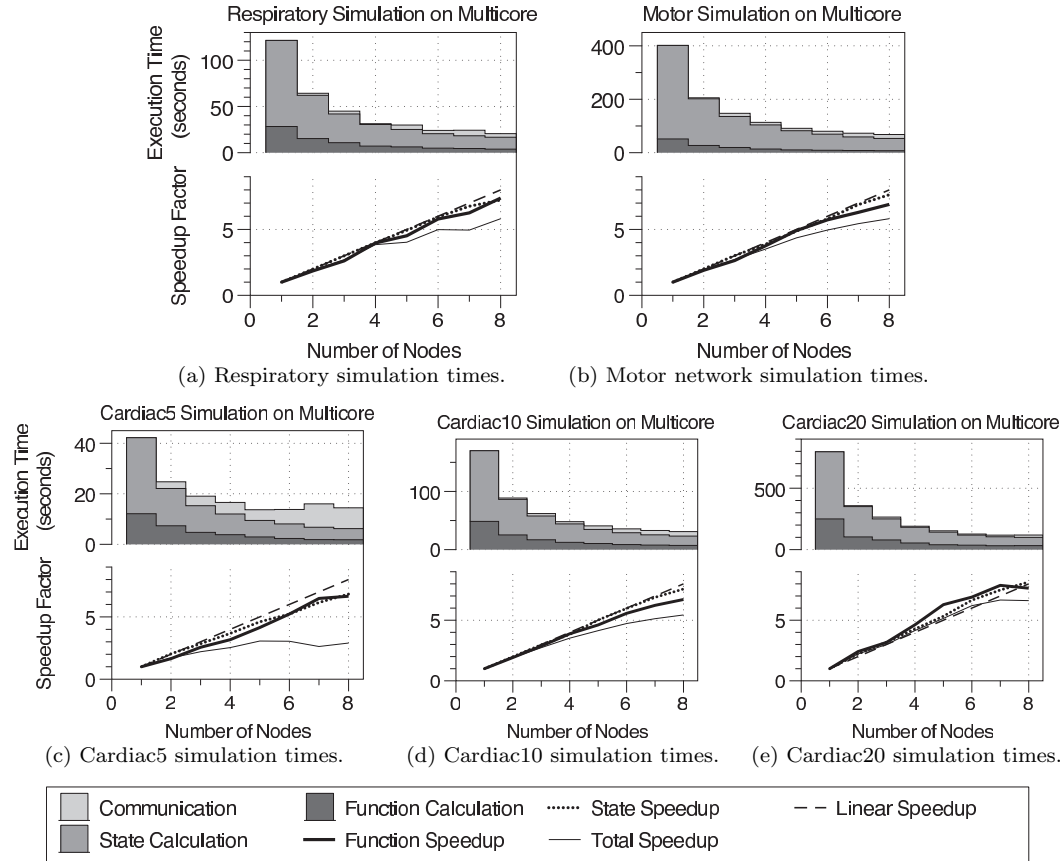 Respiratory Simulation on Multicore
Execution Time
(seconds)
100
50
0
Speedup Factor
5
0
0 2 4 6 8
Number of Nodes
(a) Respiratory simulation times.
Motor Simulation on Multicore
400
200
0
5
0
0 2 4 6 8
Number of Nodes
(b) Motor network simulation times.
Cardiac5 Simulation on Multicore
Execution Time
(seconds)
40
20
0
Speedup Factor
5
0
0 2 4 6 8
Number of Nodes
(c) Cardiac5 simulation times.
Cardiac10 Simulation on Multicore
100
0
5
0
0 2 4 6 8
Number of Nodes
(d) Cardiac10 simulation times.
Cardiac20 Simulation on Multicore
500
0
5
0
0 2 4 6 8
Number of Nodes
(e) Cardiac20 simulation times.
Communication Function Calculation State Speedup Linear Speedup
State Calculation Function Speedup Total Speedup